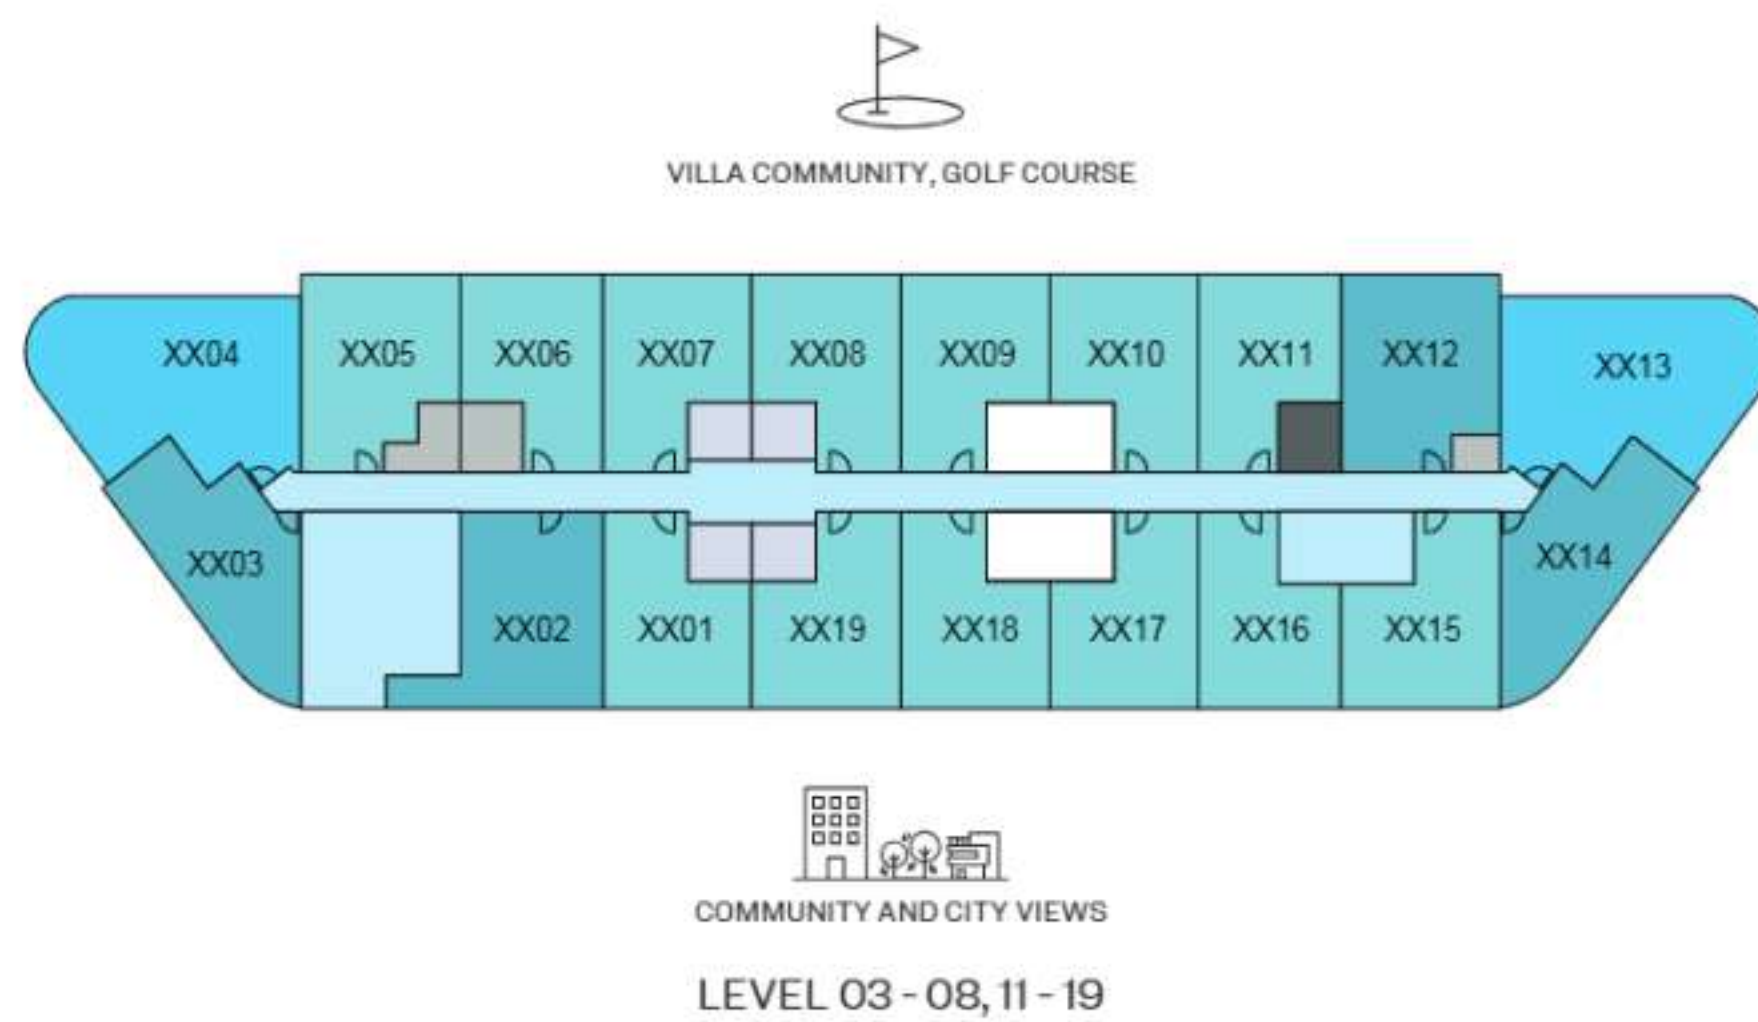 VILLA COMMUNITY, GOLF COURSE
XX04 XX05 XX06 XX07 XX08 XX09 XX10 XX11 XX12 XX13
XX03 XX14
XX02 XX01 XX19 XX18 XX17 XX16 XX15
COMMUNITY AND CITY VIEWS
LEVEL 03 - 08, 11 - 19